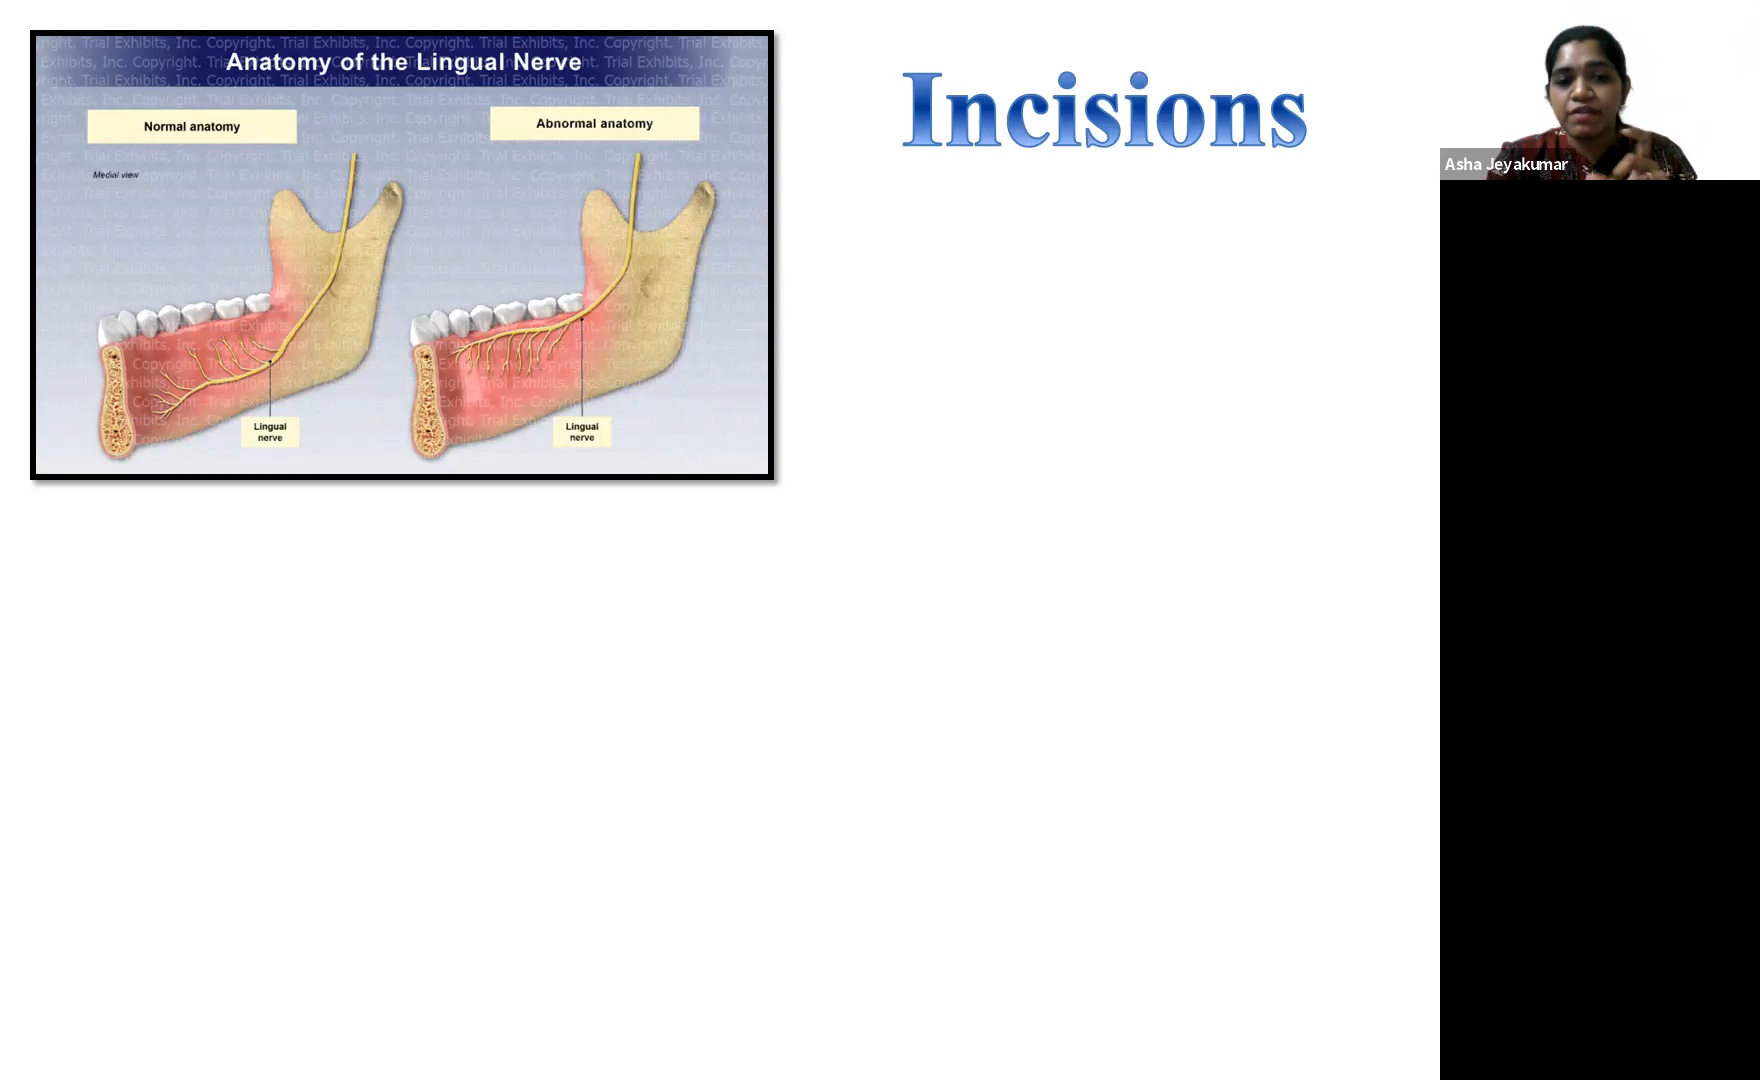 Anatomy of the Lingual Nerve
Normal anatomy
Abnormal anatomy
Medial view
Lingual
nerve
Lingual
nerve
Incisions
Asha Jeyakumar